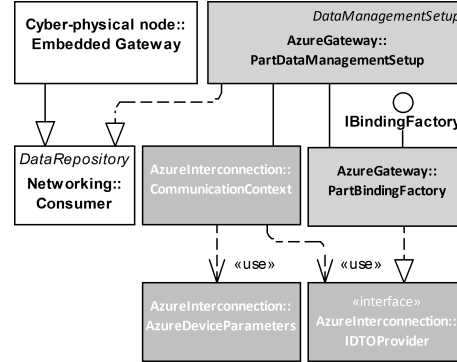 DataManagementSetup
Cyber-physical node::
Embedded Gateway
AzureGateway::
PartDataManagementSetup
IBindingFactory
DataRepository
Networking::
Consumer
AzureInterconnection::
CommunicationContext
AzureGateway::
PartBindingFactory
«use»
«use»
AzureInterconnection::
AzureDeviceParameters
«interface»
AzureInterconnection::
IDTOProvider